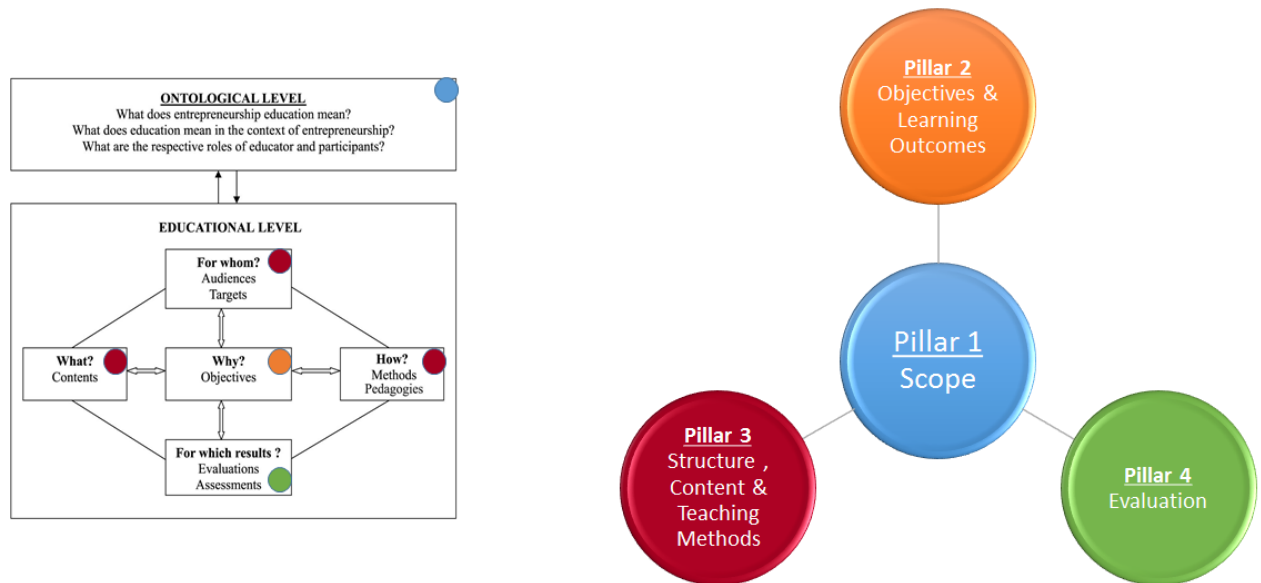 ONTOLOGICAL LEVEL
What does entrepreneurship education mean?
What does education mean in the context of entrepreneurship?
What are the respective roles of educator and participants?
EDUCATIONAL LEVEL
For whom?
Audiences
Targets
What?
Contents
Why?
Objectives
How?
Methods
Pedagogies
For which results ?
Evaluations
Assessments
Pillar 2
Objectives &
Learning
Outcomes
Pillar 1
Scope
Pillar 3
Structure ,
Content &
Teaching
Methods
Pillar 4
Evaluation